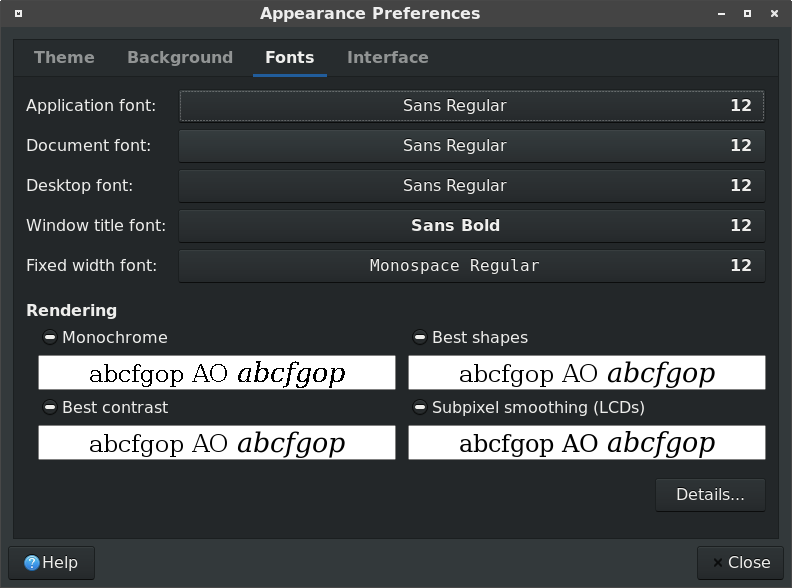 Appearance Preferences
Theme Background Fonts Interface
Application font: Sans Regular 12
Document font: Sans Regular 12
Desktop font: Sans Regular 12
Window title font: Sans Bold 12
Fixed width font: Monospace Regular 12
Rendering
Monochrome Best shapes
abcfgop AO abcfgop abcfgop AO abcfgop
Best contrast Subpixel smoothing (LCDs)
abcfgop AO abcfgop abcfgop AO abcfgop
Details...
? Help × Close